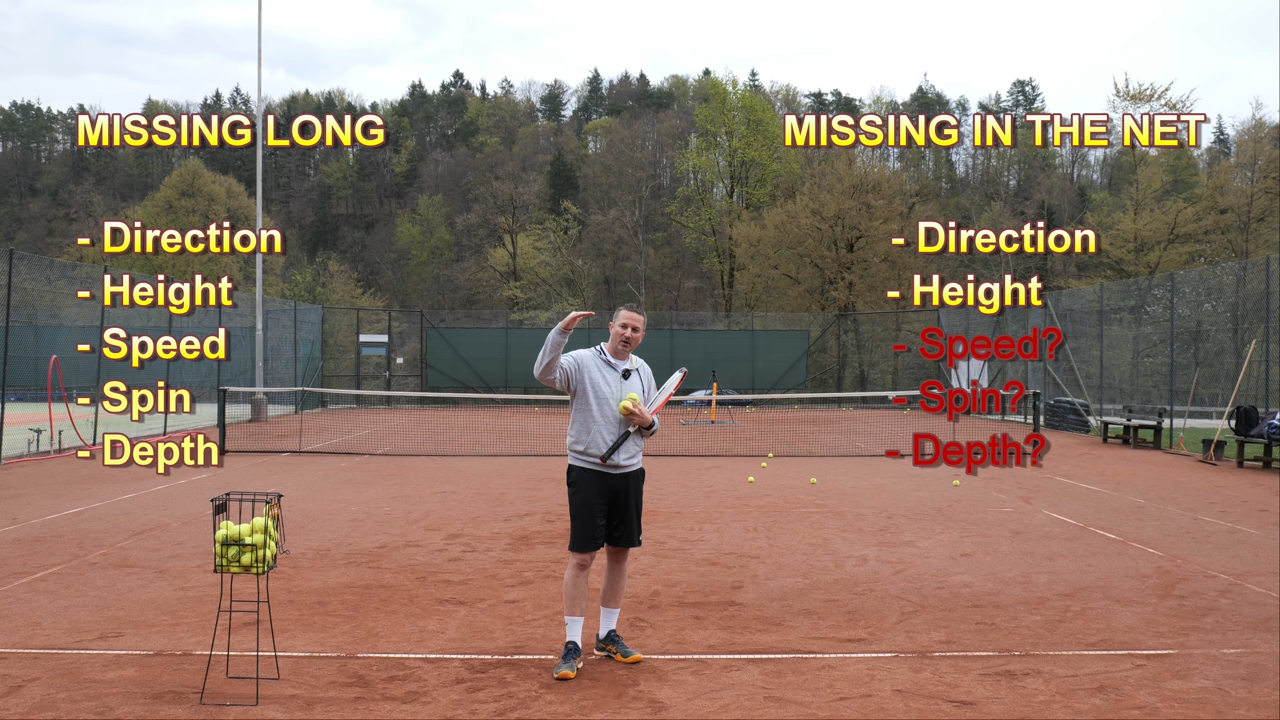 MISSING LONG
- Direction
- Height
- Speed
- Spin
- Depth
MISSING IN THE NET
- Direction
- Height
- Speed?
- Spin?
- Depth?